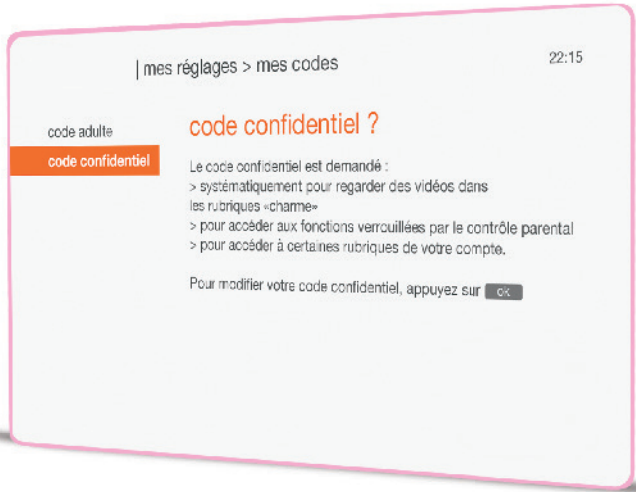 | mes réglages > mes codes
22:15
code adulte
code confidentiel
code confidentiel ?
Le code confidentiel est demandé :
> systématiquement pour regarder des vidéos dans
les rubriques «charme»
> pour accéder aux fonctions verrouillées par le contrôle parental
> pour accéder à certaines rubriques de votre compte.
Pour modifier votre code confidentiel, appuyez sur ok